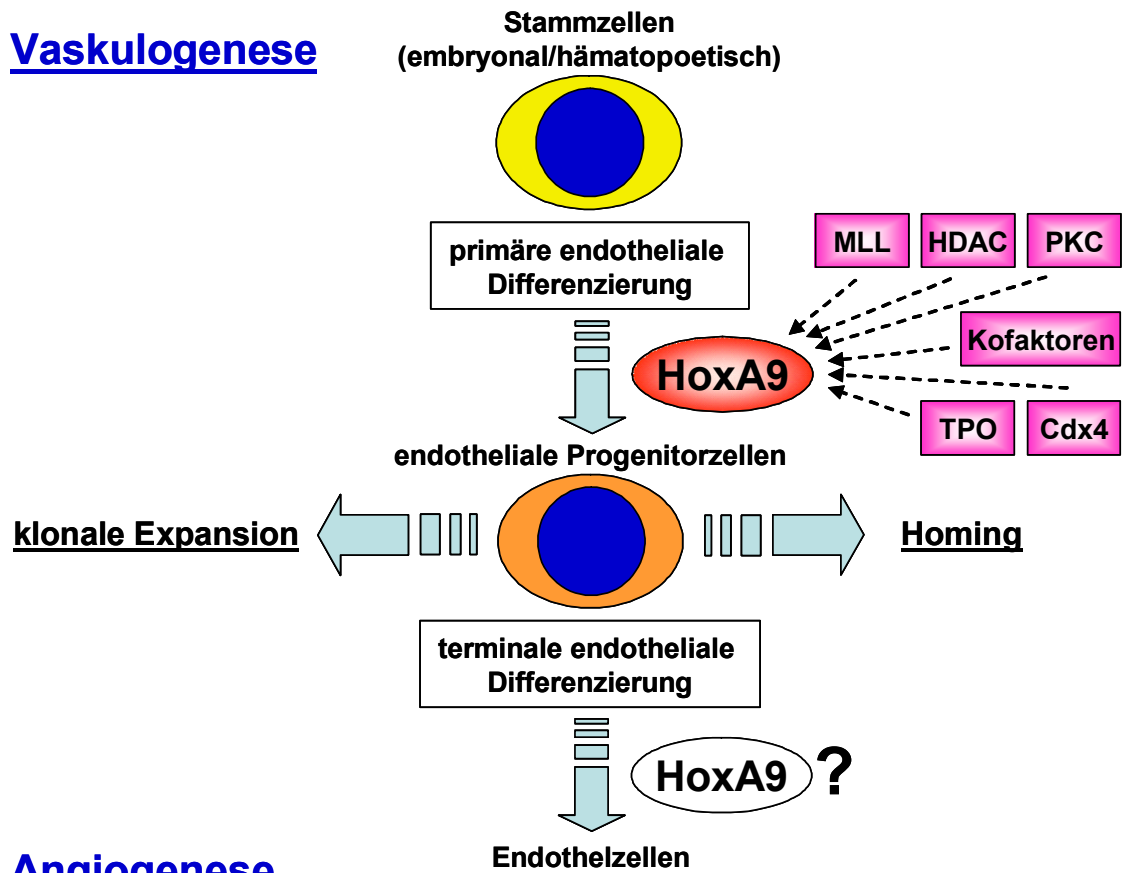 Vaskulogenese
Stammzellen
(embryonal/hämatopoetisch)
primäre endotheliale
Differenzierung
MLL
HDAC
PKC
Kofaktoren
HoxA9
TPO
Cdx4
endotheliale Progenitorzellen
klonale Expansion
Homing
terminale endotheliale
Differenzierung
HoxA9 ?
Endothelzellen
Angiogenese